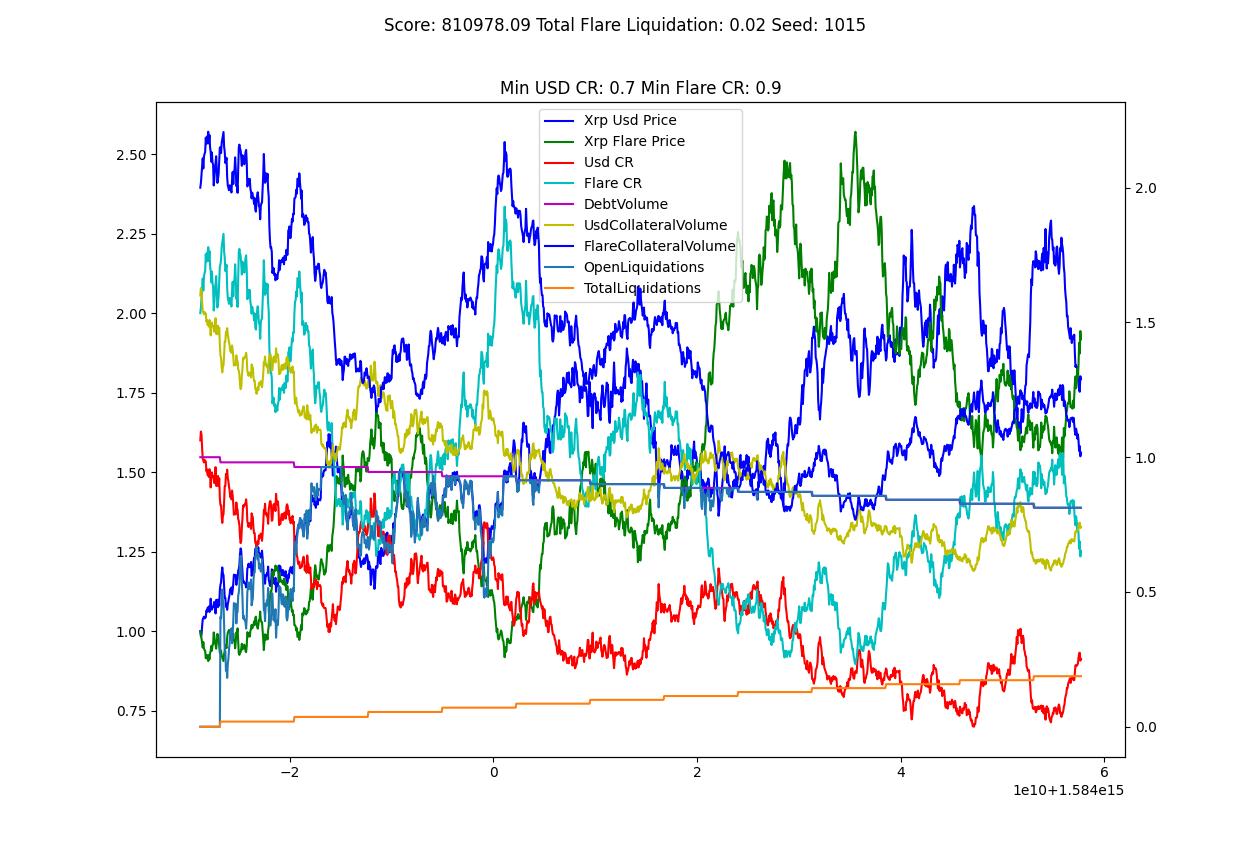 Score: 810978.09 Total Flare Liquidation: 0.02 Seed: 1015
Min USD CR: 0.7 Min Flare CR: 0.9
Xrp Usd Price
Xrp Flare Price
Usd CR
Flare CR
DebtVolume
UsdCollateralVolume
FlareCollateralVolume
OpenLiquidations
TotalLiquidations
2.50
2.25
2.00
1.75
1.50
1.25
1.00
0.75
2.0
1.5
1.0
0.5
0.0
−2 0 2 4 6
1e10+1.584e15